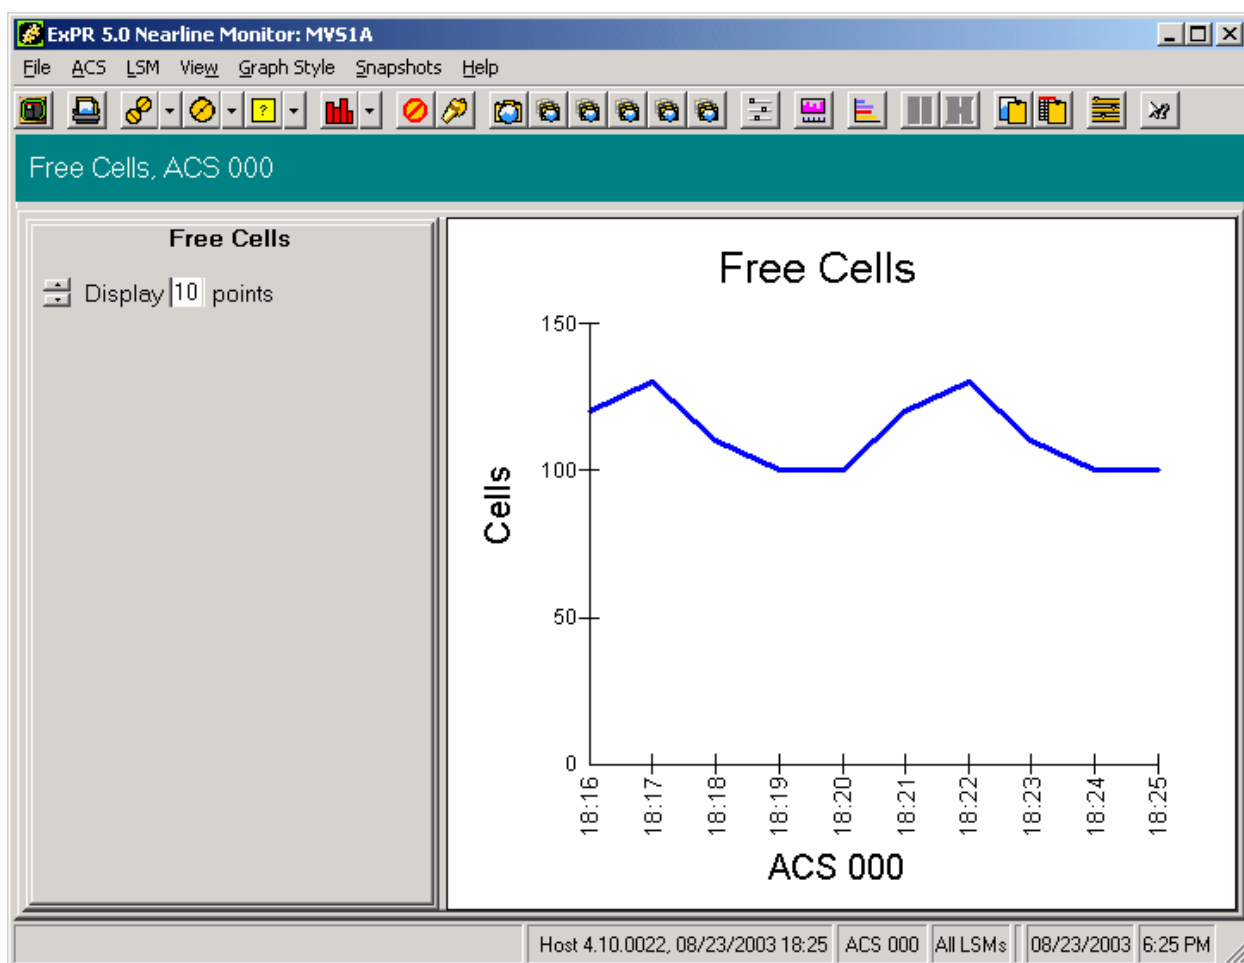 ExPR 5.0 Nearline Monitor: MVS1A
File ACS LSM View Graph Style Snapshots Help
?
Free Cells, ACS 000
Free Cells
Display 10 points
Free Cells
150
100
50
0
Cells
18:16 18:17 18:18 18:19 18:20 18:21 18:22 18:23 18:24 18:25
ACS 000
Host 4.10.0022, 08/23/2003 18:25 ACS 000 All LSMs 08/23/2003 6:25 PM